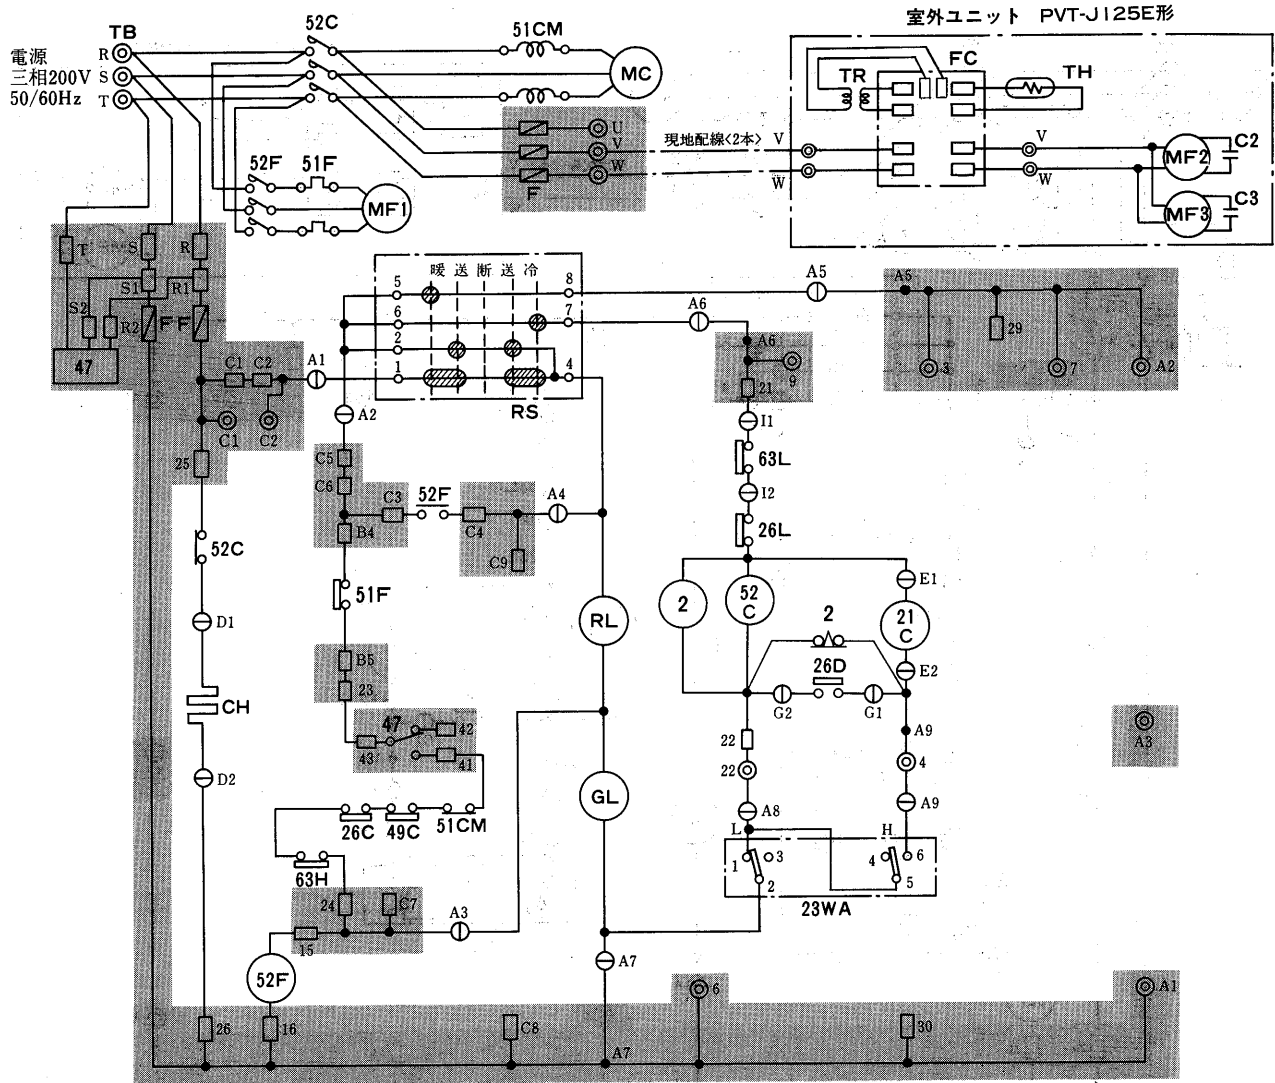 室外ユニット PVT-J125E形
TB
52C
51CM
電源
三相200V
50/60Hz
R
S
T
MC
TR
FC
TH
U
V
W
F
現地配線<2本>
V
W
V
W
MF2
C2
MF3
C3
52F
51F
MF1
T
S
R
S1
R1
S2
R2
F
F
47
暖 送 断 送 冷
5
6
2
1
8
7
4
RS
A1
A2
C1
C2
C1
C2
25
A5
A5
A6
A6
9
21
3
29
7
A2
C5
C6
C3
52F
C4
A4
B4
C9
I1
63L
I2
26L
52C
D1
51F
RL
2
52
C
E1
21
C
E2
2
26D
G2
G1
B5
23
CH
D2
47
42
43
41
22
22
A9
4
A3
GL
A8
A9
26C
49C
51CM
63H
L
H
1
3
2
4
6
5
23WA
24
C7
A3
15
52F
A7
26
16
C8
A7
6
30
A1